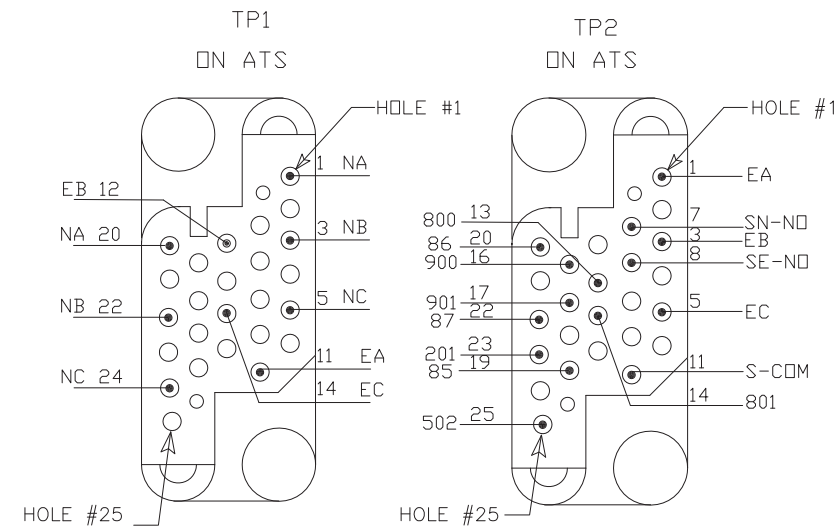 TP1
ON ATS
HOLE #1
1 NA
EB 12
3 NB
NA 20
NB 22
5 NC
11 EA
NC 24
14 EC
HOLE #25
TP2
ON ATS
HOLE #1
1 EA
800 13
7 SN-NO
86 20
3 EB
900 16
8 SE-NO
901 17
5 EC
87 22
201 23
85 19
11 S-COM
14 801
502 25
HOLE #25